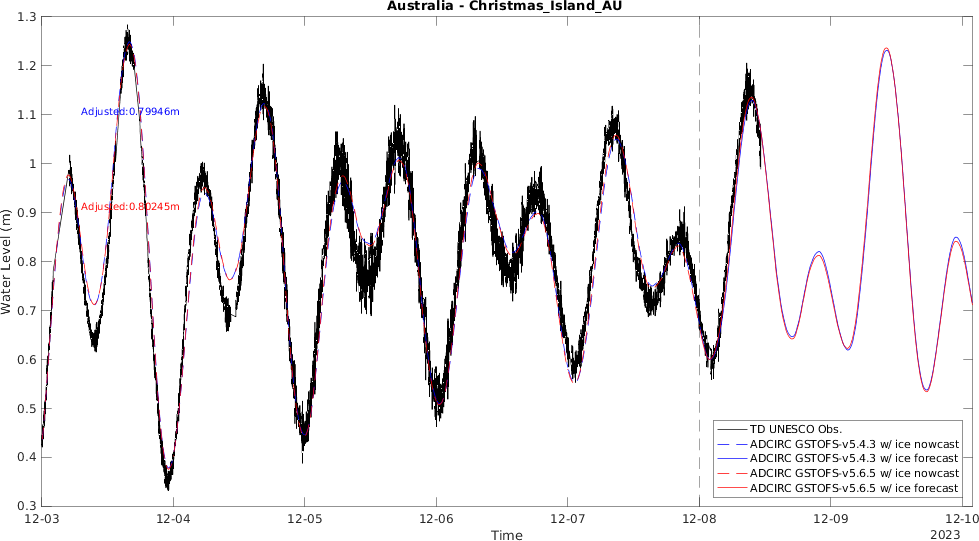 Australia - Christmas_Island_AU
1.3
1.2
1.1
1
0.9
0.8
0.7
0.6
0.5
0.4
0.3
Water Level (m)
Adjusted:0.79946m
Adjusted:0.80245m
TD UNESCO Obs.
ADCIRC GSTOFS-v5.4.3 w/ ice nowcast
ADCIRC GSTOFS-v5.4.3 w/ ice forecast
ADCIRC GSTOFS-v5.6.5 w/ ice nowcast
ADCIRC GSTOFS-v5.6.5 w/ ice forecast
12-03 12-04 12-05 12-06 12-07 12-08 12-09 12-10
Time
2023